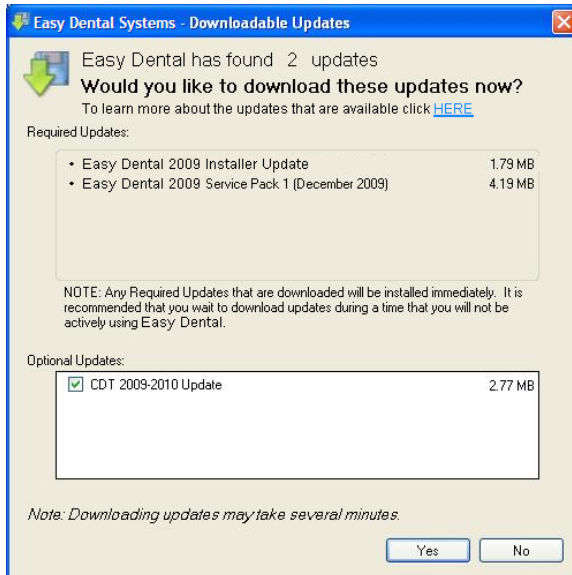 Easy Dental Systems - Downloadable Updates
Easy Dental has found 2 updates
Would you like to download these updates now?
To learn more about the updates that are available click HERE
Required Updates:
• Easy Dental 2009 Installer Update 1.79 MB
• Easy Dental 2009 Service Pack 1 (December 2009) 4.19 MB
NOTE: Any Required Updates that are downloaded will be installed immediately. It is
recommended that you wait to download updates during a time that you will not be
actively using Easy Dental.
Optional Updates:
CDT 2009-2010 Update 2.77 MB
Note: Downloading updates may take several minutes.
Yes No